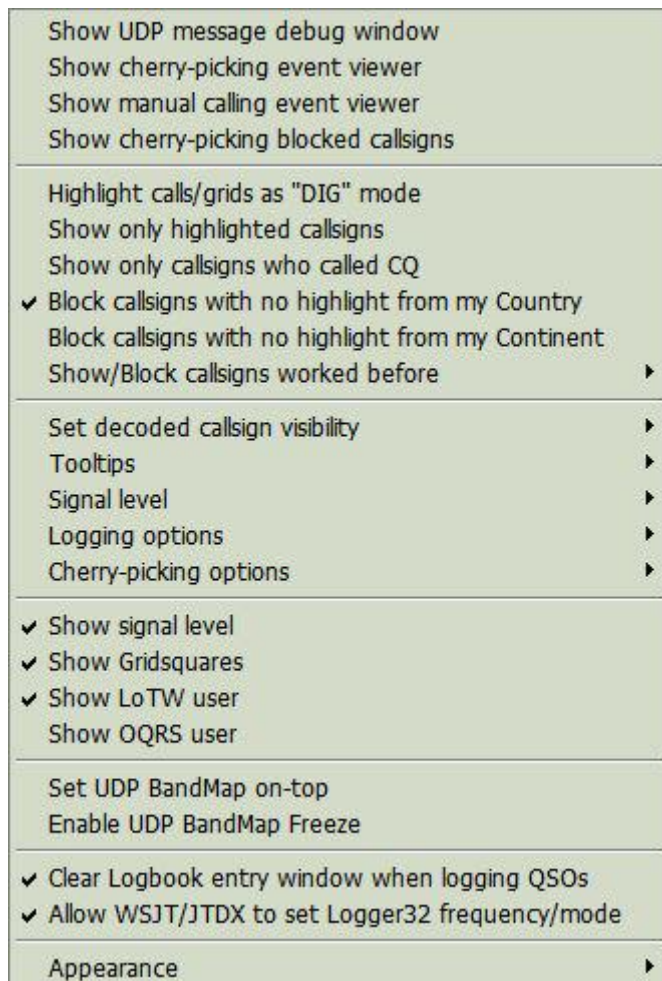 Show UDP message debug window
Show cherry-picking event viewer
Show manual calling event viewer
Show cherry-picking blocked callsigns
Highlight calls/grids as "DIG" mode
Show only highlighted callsigns
Show only callsigns who called CQ
Block callsigns with no highlight from my Country
Block callsigns with no highlight from my Continent
Show/Block callsigns worked before
Set decoded callsign visibility
Tooltips
Signal level
Logging options
Cherry-picking options
Show signal level
Show Gridsquares
Show LoTW user
Show OQRS user
Set UDP BandMap on-top
Enable UDP BandMap Freeze
Clear Logbook entry window when logging QSOs
Allow WSJT/JTDX to set Logger32 frequency/mode
Appearance